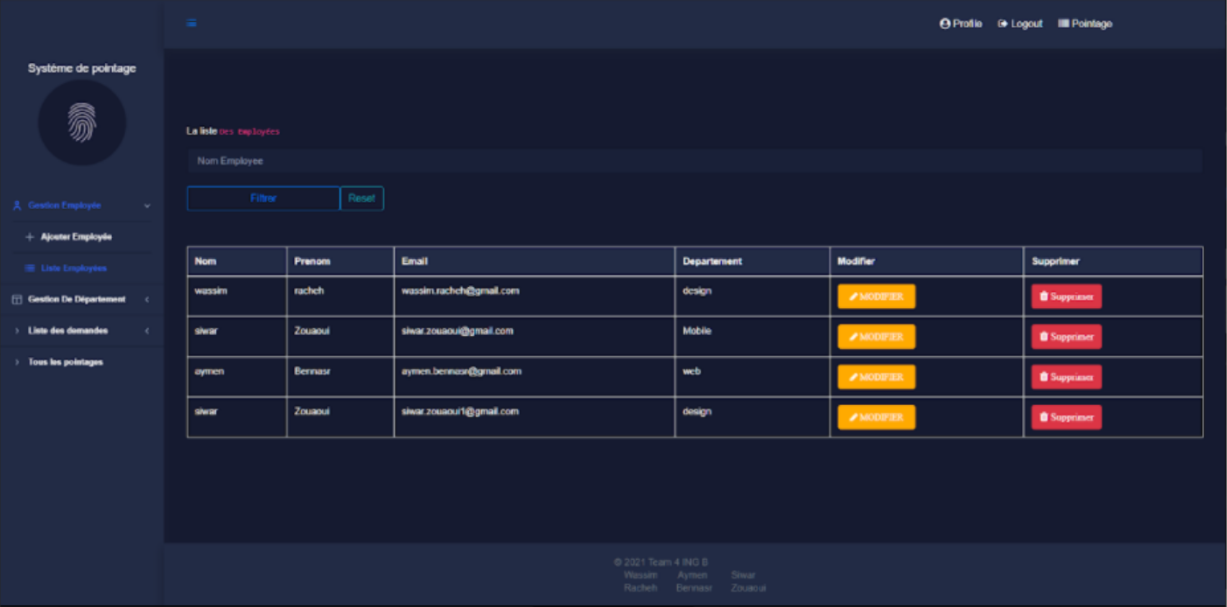 Profile Logout Pointage
Système de pointage
La liste des employées
Nom Employee
Filtrer Reset
Gestion Employée
Ajouter Employée
Liste Employées
Gestion De Département
Liste des demandes
Tous les pointages
Nom Prenom Email Departement Modifier Supprimer
wassim racheh wassim.racheh@gmail.com design MODIFIER Supprimer
siwar Zouaoui siwar.zouaoui@gmail.com Mobile MODIFIER Supprimer
aymen Bennasr aymen.bennasr@gmail.com web MODIFIER Supprimer
siwar Zouaoui siwar.zouaoui1@gmail.com design MODIFIER Supprimer
© 2021 Team 4 ING B
Wassim Aymen Siwar
Racheh Bennasr Zouaoui